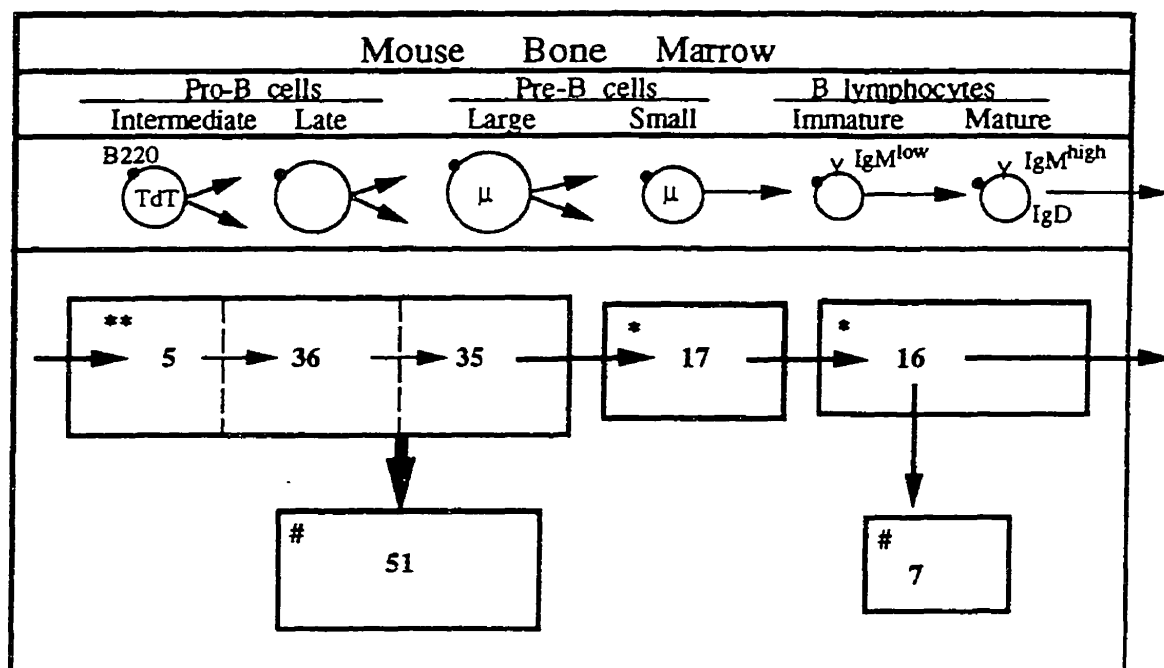 Mouse Bone Marrow
Pro-B cells Pre-B cells B lymphocytes
Intermediate Late Large Small Immature Mature
B220 IgM^low IgM^high
TdT μ μ
IgD
** * *
5 36 35 17 16
# #
51 7